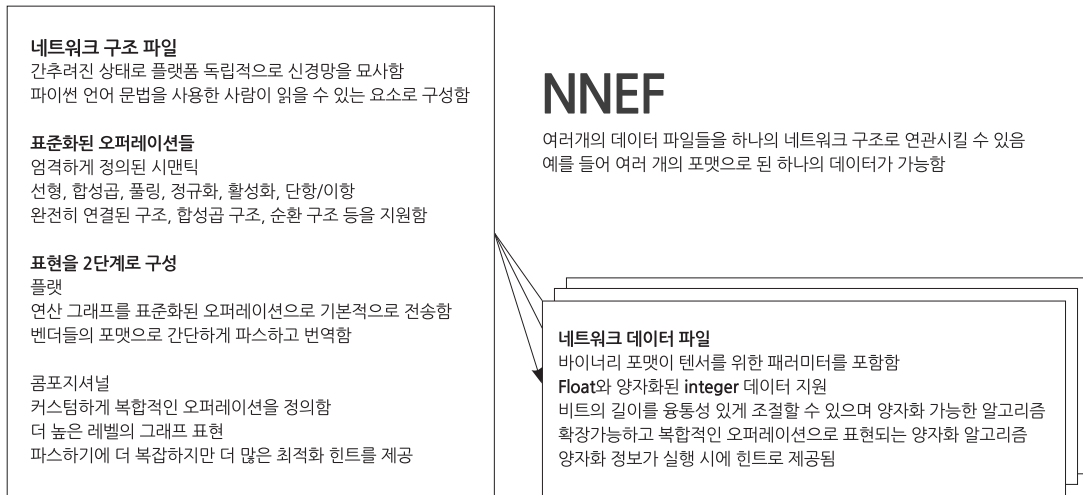 네트워크 구조 파일
간추려진 상태로 플랫폼 독립적으로 신경망을 묘사함
파이썬 언어 문법을 사용한 사람이 읽을 수 있는 요소로 구성함
표준화된 오퍼레이션들
엄격하게 정의된 시맨틱
선형, 합성곱, 풀링, 정규화, 활성화, 단항/이항
완전히 연결된 구조, 합성곱 구조, 순환 구조 등을 지원함
표현을 2단계로 구성
플랫
연산 그래프를 표준화된 오퍼레이션으로 기본적으로 전송함
벤더들의 포맷으로 간단하게 파스하고 번역함
콤포지셔널
커스텀하게 복합적인 오퍼레이션을 정의함
더 높은 레벨의 그래프 표현
파스하기에 더 복잡하지만 더 많은 최적화 힌트를 제공
NNEF
여러개의 데이터 파일들을 하나의 네트워크 구조로 연관시킬 수 있음
예를 들어 여러 개의 포맷으로 된 하나의 데이터가 가능함
네트워크 데이터 파일
바이너리 포맷이 텐서를 위한 패러미터를 포함함
Float와 양자화된 integer 데이터 지원
비트의 길이를 융통성 있게 조절할 수 있으며 양자화 가능한 알고리즘
확장가능하고 복합적인 오퍼레이션으로 표현되는 양자화 알고리즘
양자화 정보가 실행 시에 힌트로 제공됨